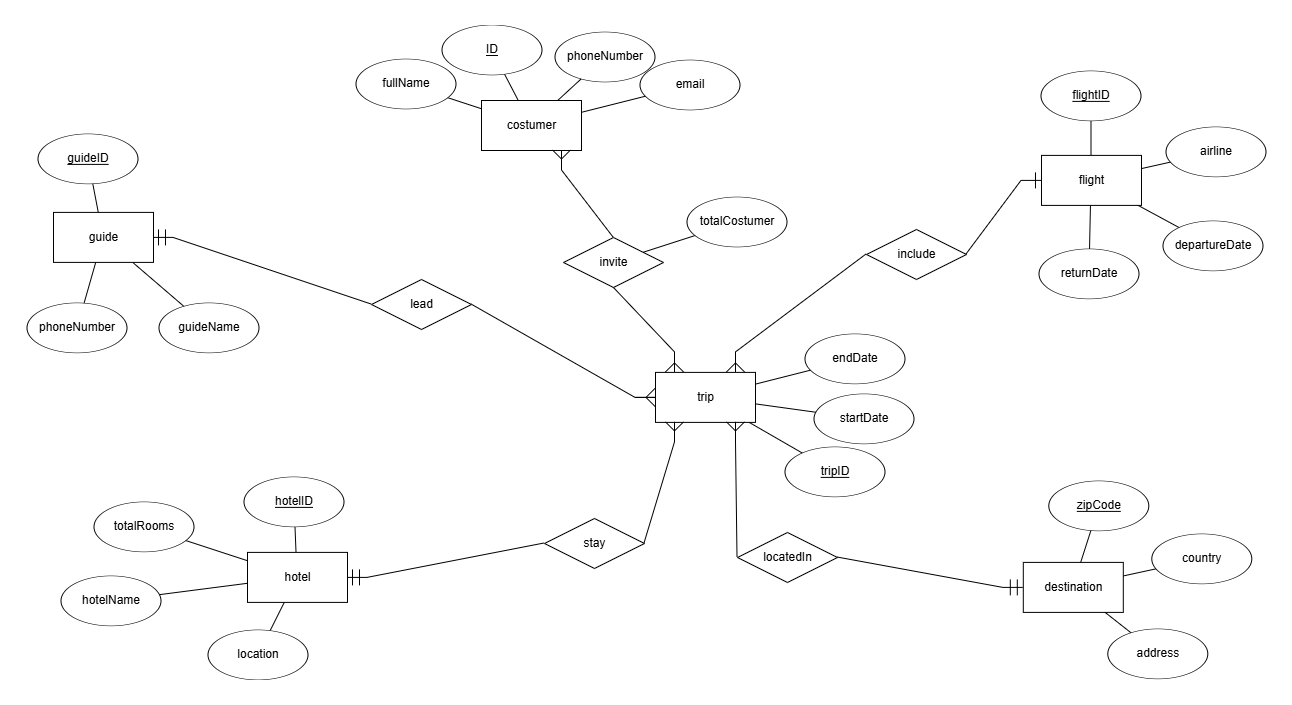 ID
phoneNumber
fullName
email
costumer
flightID
airline
flight
departureDate
returnDate
guideID
guide
phoneNumber
guideName
totalCostumer
invite
include
lead
endDate
trip
startDate
tripID
hotelID
totalRooms
hotel
hotelName
location
stay
locatedIn
zipCode
country
destination
address